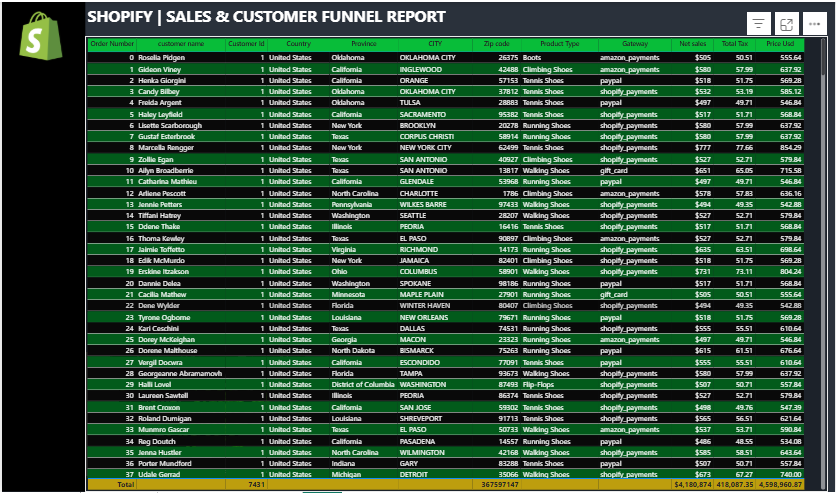 SHOPIFY | SALES & CUSTOMER FUNNEL REPORT
Order Number customer name Customer Id Country Province CITY Zip code Product Type Gateway Net sales Total Tax Price Usd
0 Roselia Pidgen 1 United States Oklahoma OKLAHOMA CITY 26375 Boots amazon_payments $505 50.51 555.64
1 Gideon Viney 1 United States California INGLEWOOD 42488 Climbing Shoes amazon_payments $580 57.99 637.92
2 Henka Giorgini 1 United States California ORANGE 57153 Tennis Shoes paypal $518 51.75 569.28
3 Candy Bilbey 1 United States Oklahoma OKLAHOMA CITY 37812 Tennis Shoes shopify_payments $532 53.19 585.12
4 Freida Argent 1 United States Oklahoma TULSA 28883 Tennis Shoes paypal $497 49.71 546.84
5 Haley Leyfield 1 United States California SACRAMENTO 95382 Tennis Shoes shopify_payments $517 51.71 568.84
6 Lisette Scarborough 1 United States New York BROOKLYN 20278 Running Shoes shopify_payments $580 57.99 637.92
7 Gustaf Esterbrook 1 United States Texas CORPUS CHRISTI 58914 Running Shoes shopify_payments $580 57.99 637.92
8 Marcella Rengger 1 United States New York NEW YORK CITY 62499 Tennis Shoes shopify_payments $777 77.66 854.29
9 Zollie Egan 1 United States Texas SAN ANTONIO 40927 Climbing Shoes shopify_payments $527 52.71 579.84
10 Ailyn Broadberrie 1 United States Texas SAN ANTONIO 13817 Walking Shoes gift_card $651 65.05 715.58
11 Catharina Mathieu 1 United States California GLENDALE 53968 Running Shoes paypal $497 49.71 546.84
12 Arliene Pescott 1 United States North Carolina CHARLOTTE 1786 Climbing Shoes amazon_payments $578 57.83 636.16
13 Jennie Petters 1 United States Pennsylvania WILKES BARRE 97433 Walking Shoes shopify_payments $494 49.35 542.88
14 Tiffani Hatrey 1 United States Washington SEATTLE 28207 Walking Shoes shopify_payments $527 52.71 579.84
15 Ddene Thake 1 United States Illinois PEORIA 16416 Tennis Shoes shopify_payments $517 51.71 568.84
16 Thoma Kewley 1 United States Texas EL PASO 90897 Climbing Shoes amazon_payments $527 52.71 579.84
17 Jaimie Toffetto 1 United States Virginia RICHMOND 14173 Running Shoes shopify_payments $635 63.51 698.64
18 Edik McMurdo 1 United States New York JAMAICA 82401 Climbing Shoes shopify_payments $518 51.75 569.28
19 Erskine Itzakson 1 United States Ohio COLUMBUS 58901 Walking Shoes shopify_payments $731 73.11 804.24
20 Dannie Delea 1 United States Washington SPOKANE 98186 Running Shoes paypal $517 51.71 568.84
21 Cacilia Mathew 1 United States Minnesota MAPLE PLAIN 27901 Running Shoes gift_card $505 50.51 555.64
22 Dene Wylder 1 United States Florida WINTER HAVEN 80407 Climbing Shoes shopify_payments $494 49.35 542.88
23 Tyrone Ogborne 1 United States Louisiana NEW ORLEANS 79671 Running Shoes paypal $518 51.75 569.28
24 Kari Ceschini 1 United States Texas DALLAS 74531 Running Shoes shopify_payments $555 55.51 610.64
25 Dorey McKeighan 1 United States Georgia MACON 23323 Running Shoes amazon_payments $497 49.71 546.84
26 Dorene Malthouse 1 United States North Dakota BISMARCK 75263 Running Shoes paypal $615 61.51 676.64
27 Vergil Docwra 1 United States California ESCONDIDO 77091 Tennis Shoes paypal $555 55.51 610.64
28 Georgeanne Abramamovh 1 United States Florida TAMPA 93673 Walking Shoes shopify_payments $580 57.99 637.92
29 Halli Lovel 1 United States District of Columbia WASHINGTON 87493 Flip-Flops shopify_payments $507 50.71 557.84
30 Laureen Sawtell 1 United States Illinois PEORIA 86374 Tennis Shoes shopify_payments $527 52.71 579.84
31 Brent Croxon 1 United States California SAN JOSE 59302 Tennis Shoes shopify_payments $498 49.76 547.39
32 Roland Dumigan 1 United States Louisiana SHREVEPORT 91713 Tennis Shoes shopify_payments $565 56.51 621.64
33 Munmro Gascar 1 United States Texas EL PASO 50733 Walking Shoes amazon_payments $537 53.71 590.84
34 Reg Doutch 1 United States California PASADENA 14557 Running Shoes paypal $486 48.55 534.08
35 Jenna Hustler 1 United States North Carolina WILMINGTON 42168 Walking Shoes shopify_payments $585 58.51 643.64
36 Porter Mundford 1 United States Indiana GARY 83288 Tennis Shoes paypal $507 50.71 557.84
37 Udale Gerrad 1 United States Michigan DETROIT 35066 Walking Shoes shopify_payments $673 67.27 740.00
Total 7431 367597147 $4,180,874 418,087.35 4,598,960.87